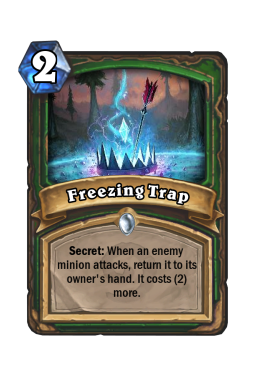 2
Freezing Trap
Secret: When an enemy
minion attacks, return it to its
owner's hand. It costs (2)
more.